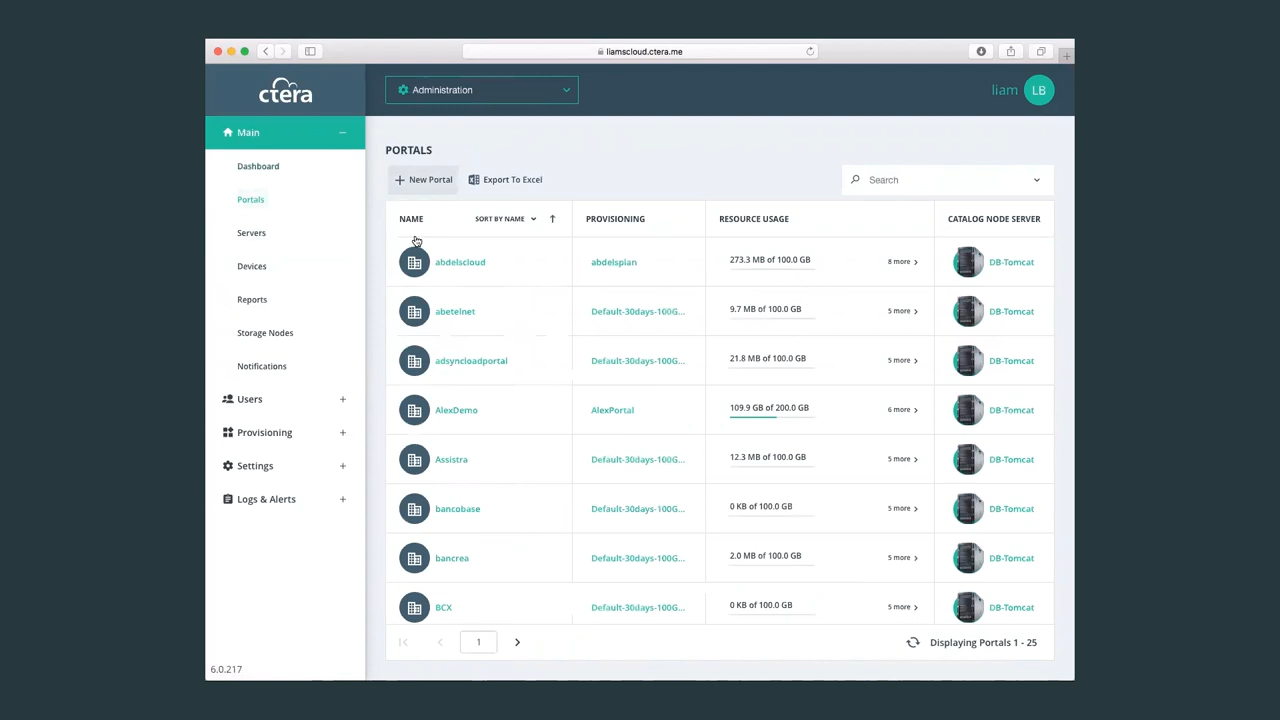 liamscloud.ctera.me
ctera
Administration
liam
LB
Main
Dashboard
Portals
Servers
Devices
Reports
Storage Nodes
Notifications
Users
Provisioning
Settings
Logs & Alerts
6.0.217
PORTALS
New Portal
Export To Excel
Search
NAME SORT BY NAME PROVISIONING RESOURCE USAGE CATALOG NODE SERVER
abdelscloud abdelsplan 273.3 MB of 100.0 GB 8 more DB-Tomcat
abetelnet Default-30days-100G... 9.7 MB of 100.0 GB 5 more DB-Tomcat
adsyncloadportal Default-30days-100G... 21.8 MB of 100.0 GB 5 more DB-Tomcat
AlexDemo AlexPortal 109.9 GB of 200.0 GB 6 more DB-Tomcat
Assistra Default-30days-100G... 12.3 MB of 100.0 GB 5 more DB-Tomcat
bancobase Default-30days-100G... 0 KB of 100.0 GB 5 more DB-Tomcat
bancrea Default-30days-100G... 2.0 MB of 100.0 GB 5 more DB-Tomcat
BCX Default-30days-100G... 0 KB of 100.0 GB 5 more DB-Tomcat
1
Displaying Portals 1 - 25